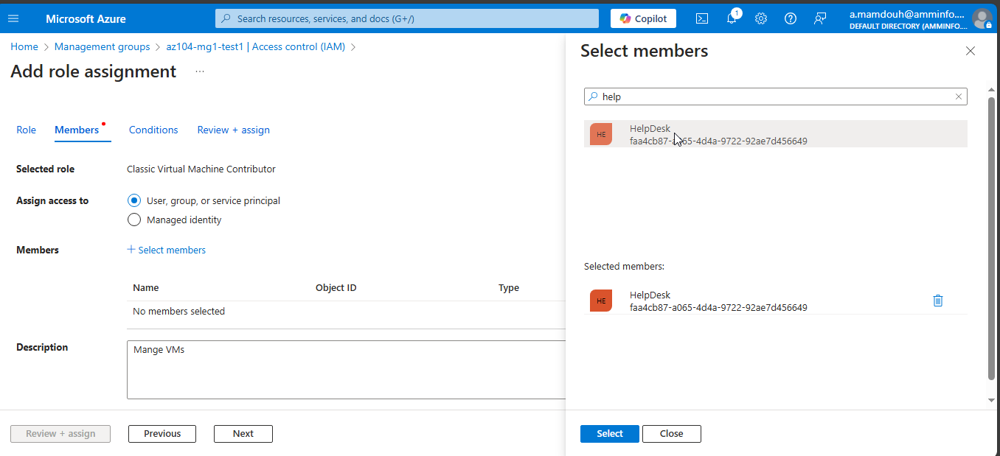 Microsoft Azure
Search resources, services, and docs (G+/)
Copilot
1
a.mamdouh@amminfo....
DEFAULT DIRECTORY (AMMINFO....
Home > Management groups > az104-mg1-test1 | Access control (IAM) >
Add role assignment ...
Role
Members
Conditions
Review + assign
Selected role
Classic Virtual Machine Contributor
Assign access to
User, group, or service principal
Managed identity
Members
+ Select members
Name
Object ID
Type
No members selected
Description
Mange VMs
Review + assign
Previous
Next
Select members
help
HE
HelpDesk
faa4cb87-a065-4d4a-9722-92ae7d456649
Selected members:
HE
HelpDesk
faa4cb87-a065-4d4a-9722-92ae7d456649
Select
Close